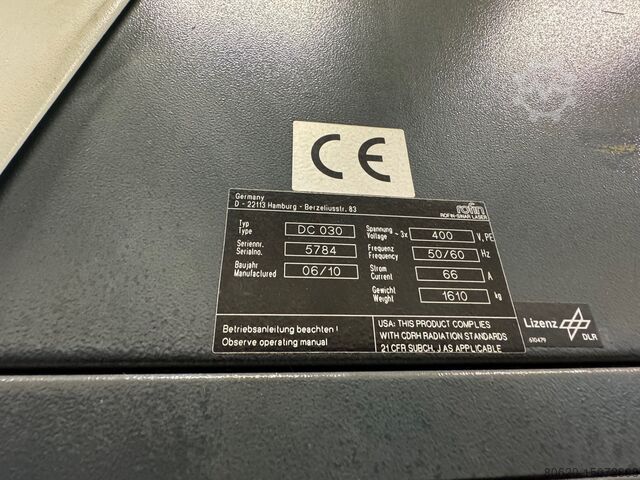 CE
Germany
D - 22113 Hamburg - Berzeliusstr. 83
rofin
ROFIN-SINAR LASER
Typ
Type
DC 030
Spannung
Voltage
~ 3x
400
V,PE
Seriennr.
Serialno.
5784
Frequenz
Frequency
50/60
Hz
Baujahr
Manufactured
06/10
Strom
Current
66
A
Gewicht
Weight
1610
kg
Betriebsanleitung beachten !
Observe operating manual
USA: THIS PRODUCT COMPLIES
WITH CDRH RADIATION STANDARDS
21 CFR SUBCH. J AS APPLICABLE
Lizenz
DLR
610479